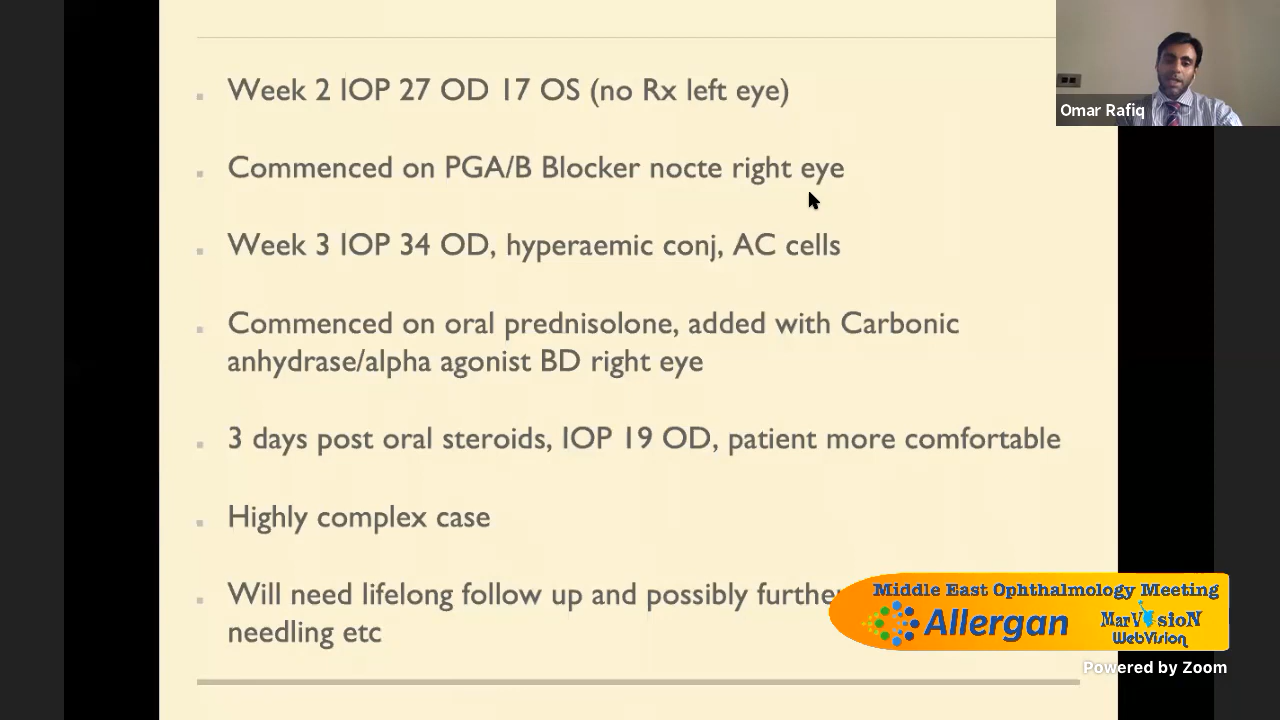 Week 2 IOP 27 OD 17 OS (no Rx left eye)
Omar Rafiq
Commenced on PGA/B Blocker nocte right eye
Week 3 IOP 34 OD, hyperaemic conj, AC cells
Commenced on oral prednisolone, added with Carbonic
anhydrase/alpha agonist BD right eye
3 days post oral steroids, IOP 19 OD, patient more comfortable
Highly complex case
Will need lifelong follow up and possibly further
needling etc
Middle East Ophthalmology Meeting
Allergan
MarVisioN
WebVision
Powered by Zoom